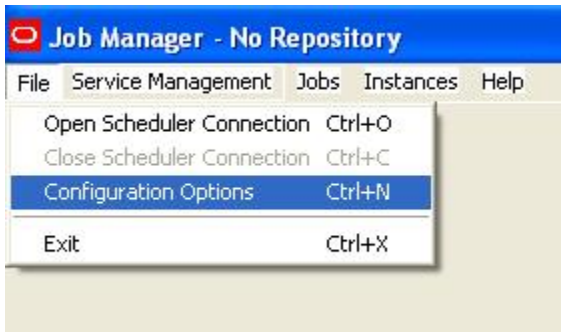 Job Manager - No Repository
File Service Management Jobs Instances Help
Open Scheduler Connection Ctrl+O
Close Scheduler Connection Ctrl+C
Configuration Options Ctrl+N
Exit Ctrl+X